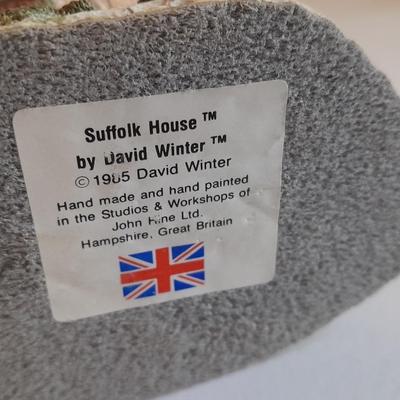 Suffolk House ™
by David Winter ™
© 1985 David Winter
Hand made and hand painted
in the Studios & Workshops of
John Hine Ltd.
Hampshire, Great Britain